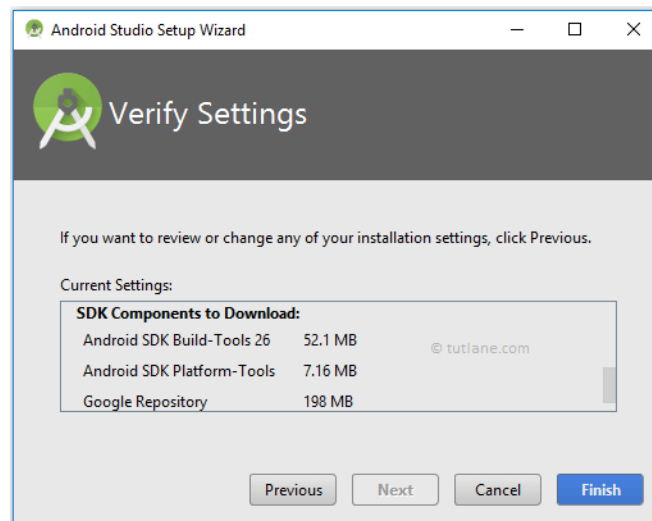 Android Studio Setup Wizard
Verify Settings
If you want to review or change any of your installation settings, click Previous.
Current Settings:
SDK Components to Download:
Android SDK Build-Tools 26 52.1 MB
© tutlane.com
Android SDK Platform-Tools 7.16 MB
Google Repository 198 MB
Previous Next Cancel Finish